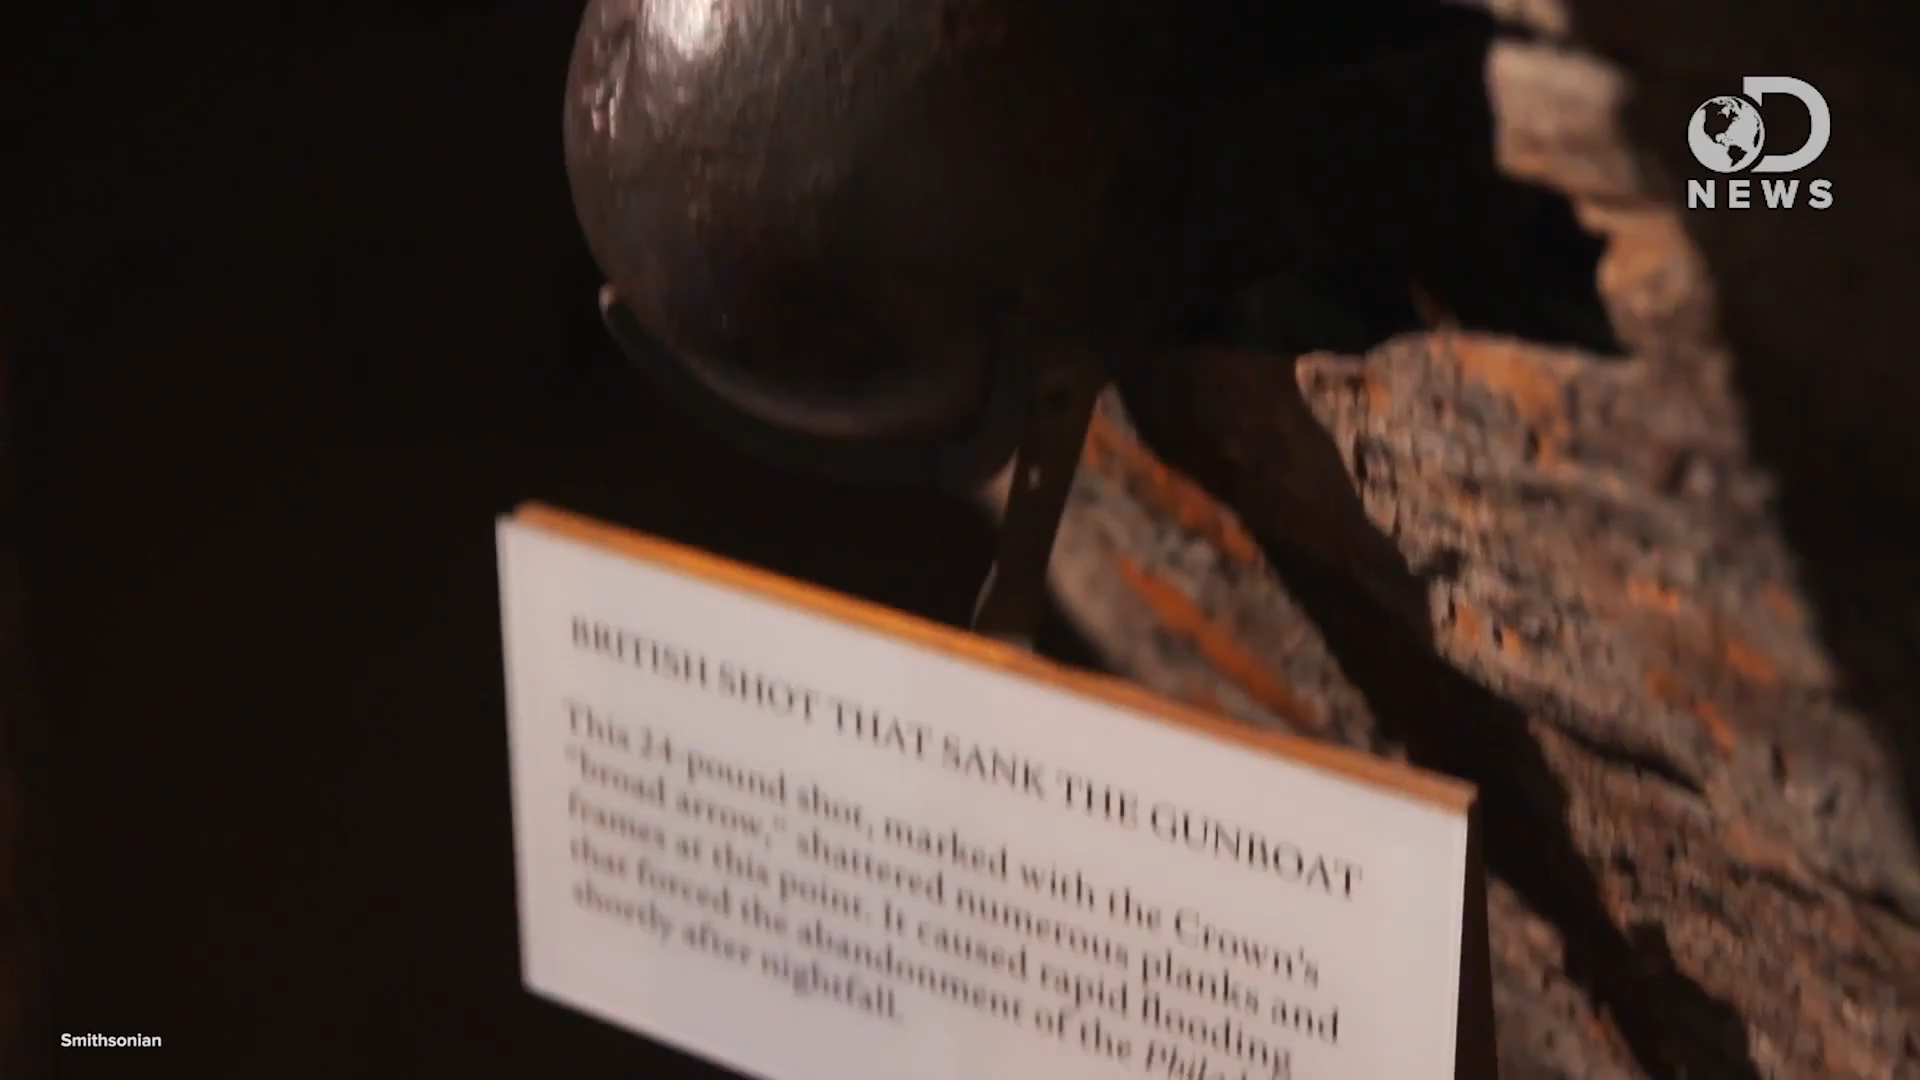 D
NEWS
BRITISH SHOT THAT SANK THE GUNBOAT
This 24-pound shot, marked with the Crown's
"broad arrow," shattered numerous planks and
frames at this point. It caused rapid flooding
that forced the abandonment of the
shortly after nightfall.
Smithsonian